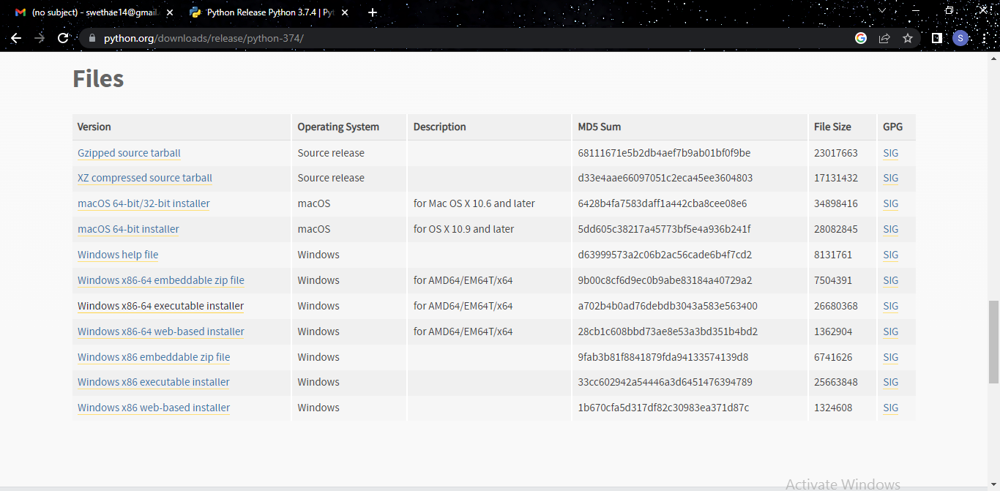 (no subject) - swethae14@gmail.
Python Release Python 3.7.4 | Pyt
python.org/downloads/release/python-374/
S
Files
Version Operating System Description MD5 Sum File Size GPG
Gzipped source tarball Source release 68111671e5b2db4aef7b9ab01bf0f9be 23017663 SIG
XZ compressed source tarball Source release d33e4aae66097051c2eca45ee3604803 17131432 SIG
macOS 64-bit/32-bit installer macOS for Mac OS X 10.6 and later 6428b4fa7583daff1a442cba8cee08e6 34898416 SIG
macOS 64-bit installer macOS for OS X 10.9 and later 5dd605c38217a45773bf5e4a936b241f 28082845 SIG
Windows help file Windows d63999573a2c06b2ac56cade6b4f7cd2 8131761 SIG
Windows x86-64 embeddable zip file Windows for AMD64/EM64T/x64 9b00c8cf6d9ec0b9abe83184a40729a2 7504391 SIG
Windows x86-64 executable installer Windows for AMD64/EM64T/x64 a702b4b0ad76debdb3043a583e563400 26680368 SIG
Windows x86-64 web-based installer Windows for AMD64/EM64T/x64 28cb1c608bbd73ae8e53a3bd351b4bd2 1362904 SIG
Windows x86 embeddable zip file Windows 9fab3b81f8841879fda94133574139d8 6741626 SIG
Windows x86 executable installer Windows 33cc602942a54446a3d6451476394789 25663848 SIG
Windows x86 web-based installer Windows 1b670cfa5d317df82c30983ea371d87c 1324608 SIG
Activate Windows